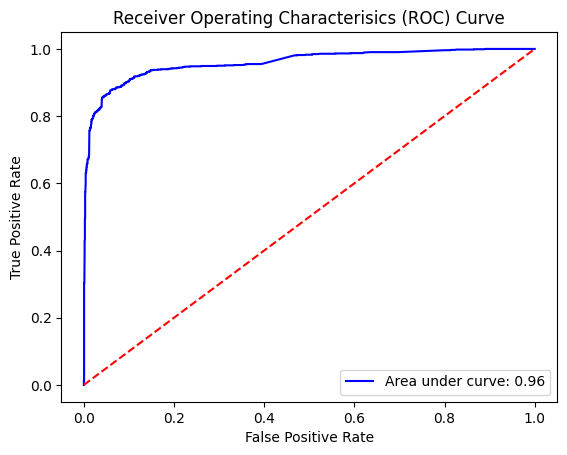 Receiver Operating Characterisics (ROC) Curve
True Positive Rate
1.0
0.8
0.6
0.4
0.2
0.0
Area under curve: 0.96
0.0 0.2 0.4 0.6 0.8 1.0
False Positive Rate